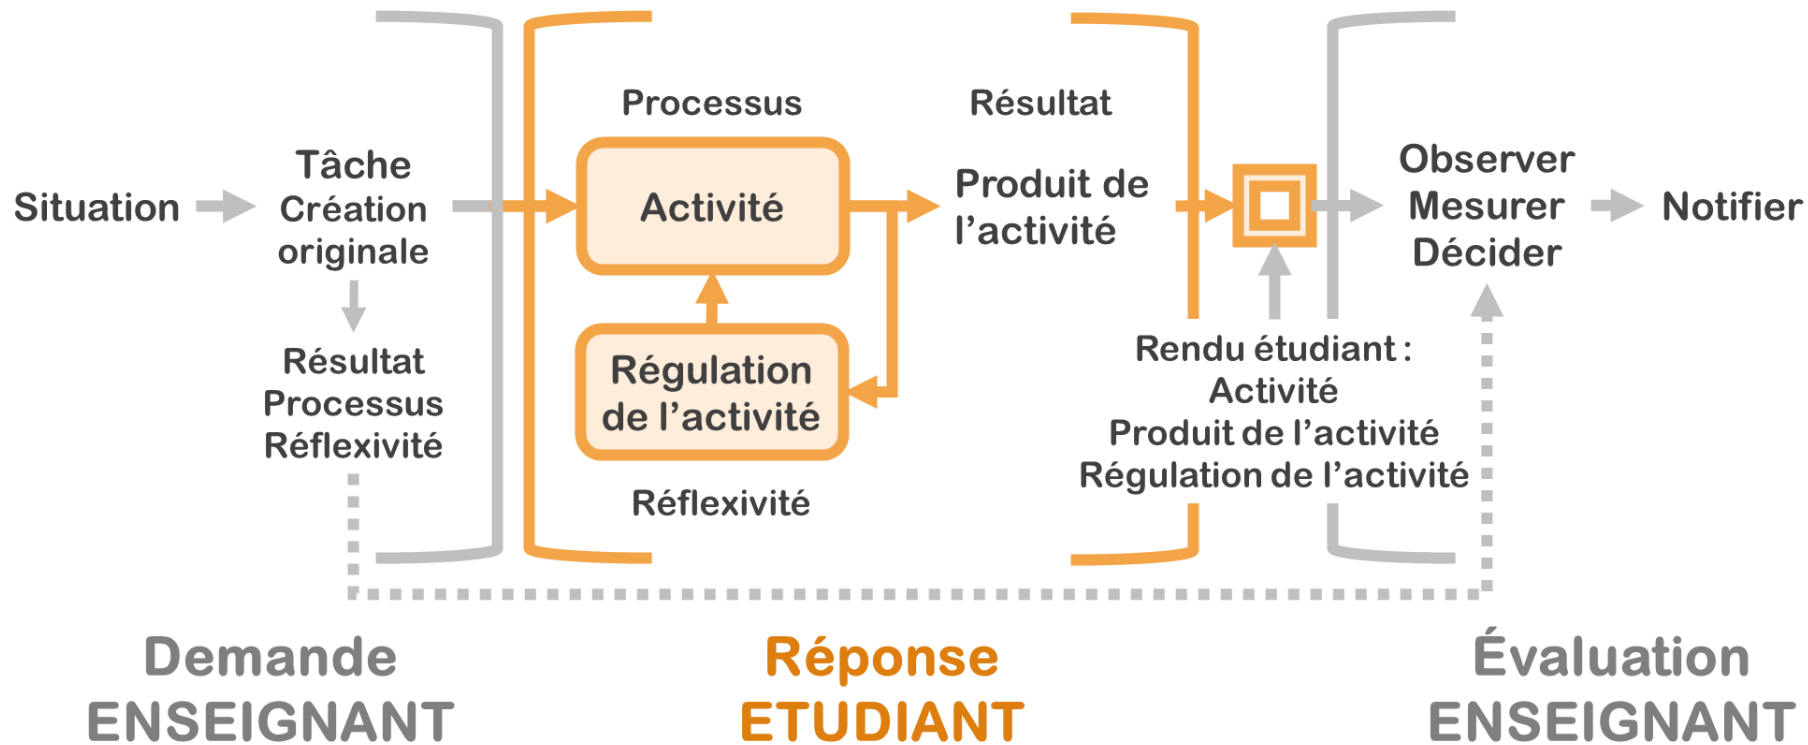 Situation
Tâche
Création
originale
Résultat
Processus
Réflexivité
Processus
Activité
Régulation
de l’activité
Réflexivité
Résultat
Produit de
l’activité
Rendu étudiant :
Activité
Produit de l’activité
Régulation de l’activité
Observer
Mesurer
Décider
Notifier
Demande
ENSEIGNANT
Réponse
ETUDIANT
Évaluation
ENSEIGNANT